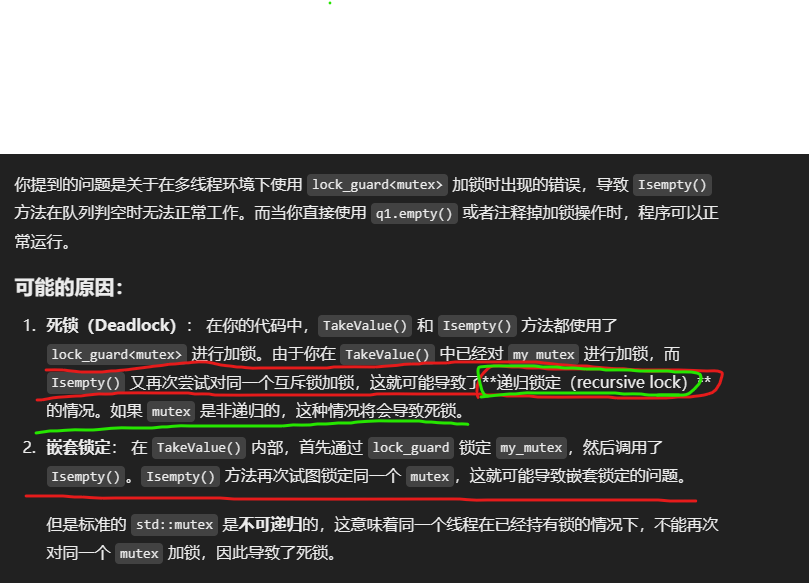 你提到的问题是关于在多线程环境下使用 lock_guard<mutex> 加锁时出现的错误，导致 Isempty()
方法在队列判空时无法正常工作。而当你直接使用 q1.empty() 或者注释掉加锁操作时，程序可以正
常运行。
可能的原因：
1. 死锁（Deadlock）： 在你的代码中，TakeValue() 和 Isempty() 方法都使用了
lock_guard<mutex> 进行加锁。由于你在 TakeValue() 中已经对 my_mutex 进行加锁，而
Isempty() 又再次尝试对同一个互斥锁加锁，这就可能导致了**递归锁定（recursive lock）**
的情况。如果 mutex 是非递归的，这种情况将会导致死锁。
2. 嵌套锁定： 在 TakeValue() 内部，首先通过 lock_guard 锁定 my_mutex，然后调用了
Isempty()。Isempty() 方法再次试图锁定同一个 mutex，这就可能导致嵌套锁定的问题。
但是标准的 std::mutex 是不可递归的，这意味着同一个线程在已经持有锁的情况下，不能再次
对同一个 mutex 加锁，因此导致了死锁。